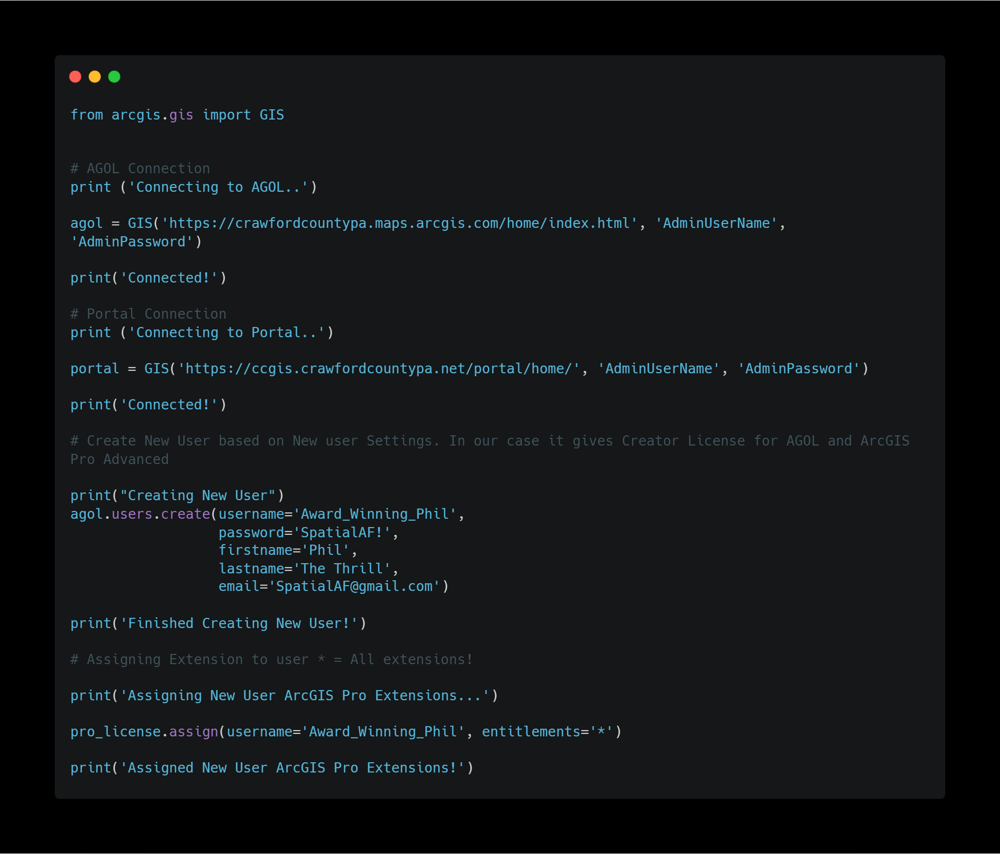 from arcgis.gis import GIS
# AGOL Connection
print ('Connecting to AGOL..')
agol = GIS('https://crawfordcountypa.maps.arcgis.com/home/index.html', 'AdminUserName',
'AdminPassword')
print('Connected!')
# Portal Connection
print ('Connecting to Portal..')
portal = GIS('https://ccgis.crawfordcountypa.net/portal/home/', 'AdminUserName', 'AdminPassword')
print('Connected!')
# Create New User based on New user Settings. In our case it gives Creator License for AGOL and ArcGIS
Pro Advanced
print("Creating New User")
agol.users.create(username='Award_Winning_Phil',
                  password='SpatialAF!',
                  firstname='Phil',
                  lastname='The Thrill',
                  email='SpatialAF@gmail.com')
print('Finished Creating New User!')
# Assigning Extension to user * = All extensions!
print('Assigning New User ArcGIS Pro Extensions...')
pro_license.assign(username='Award_Winning_Phil', entitlements='*')
print('Assigned New User ArcGIS Pro Extensions!')